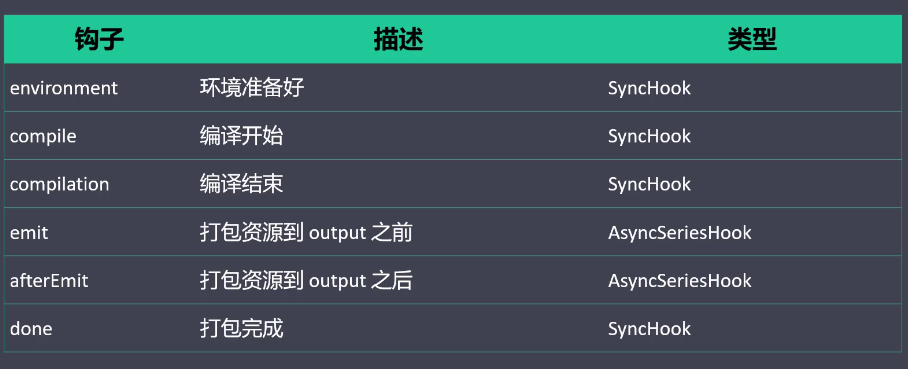 钩子 描述 类型
environment 环境准备好 SyncHook
compile 编译开始 SyncHook
compilation 编译结束 SyncHook
emit 打包资源到 output 之前 AsyncSeriesHook
afterEmit 打包资源到 output 之后 AsyncSeriesHook
done 打包完成 SyncHook